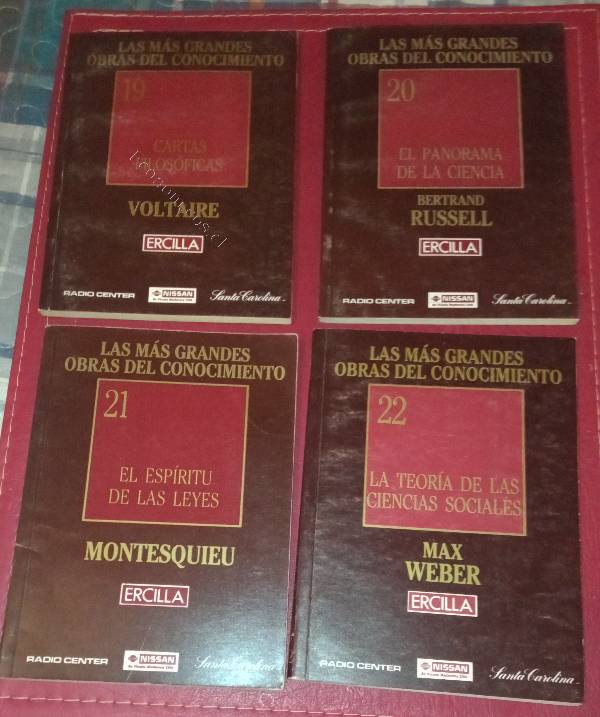 LAS MÁS GRANDES
OBRAS DEL CONOCIMIENTO
19
CARTAS
FILOSÓFICAS
VOLTAIRE
ERCILLA
RADIO CENTER
NISSAN
Santa Carolina
LAS MÁS GRANDES
OBRAS DEL CONOCIMIENTO
20
EL PANORAMA
DE LA CIENCIA
BERTRAND
RUSSELL
ERCILLA
RADIO CENTER
NISSAN
Santa Carolina
LAS MÁS GRANDES
OBRAS DEL CONOCIMIENTO
21
EL ESPÍRITU
DE LAS LEYES
MONTESQUIEU
ERCILLA
RADIO CENTER
NISSAN
Santa Carolina
LAS MÁS GRANDES
OBRAS DEL CONOCIMIENTO
22
LA TEORÍA DE LAS
CIENCIAS SOCIALES
MAX
WEBER
ERCILLA
RADIO CENTER
NISSAN
Santa Carolina